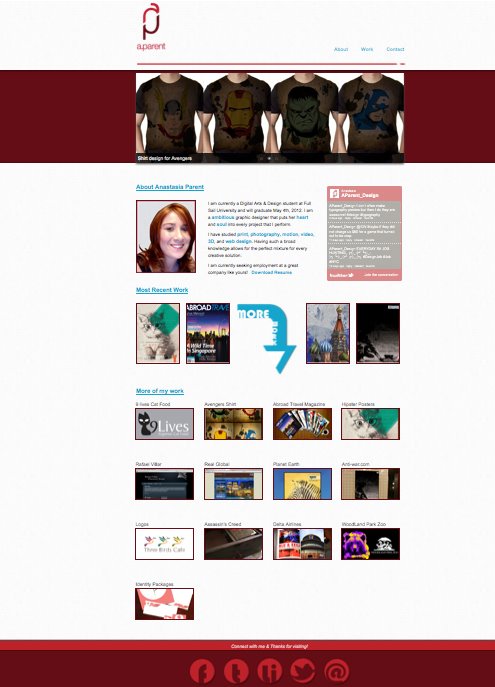 a.parent
About Work Contact
Shirt design for Avengers
About Anastasia Parent
I am currently a Digital Arts & Design student at Full
Sail University and will graduate May 4th, 2012. I am
a ambitious graphic designer that puts her heart
and soul into every project that I perform.
I have studied print, photography, motion, video,
3D, and web design. Having such a broad
knowledge allows for the perfect mixture for every
creative solution.
I am currently seeking employment at a great
company like yours! Download Resume
Anastasia
AParent_Design
twitter Join the conversation
Most Recent Work
ABROAD TRAVEL
A Wild Time
In Singapore
MORE
WORK
More of my work
9 lives Cat Food Avengers Shirt Abroad Travel Magazine Hipster Posters
9Lives
Rafael Villar Real Global Planet Earth Anti-war.com
Logos Assassin's Creed Delta Airlines WoodLand Park Zoo
Three Birds Cafe
Identity Packages
Connect with me & Thanks for visiting!